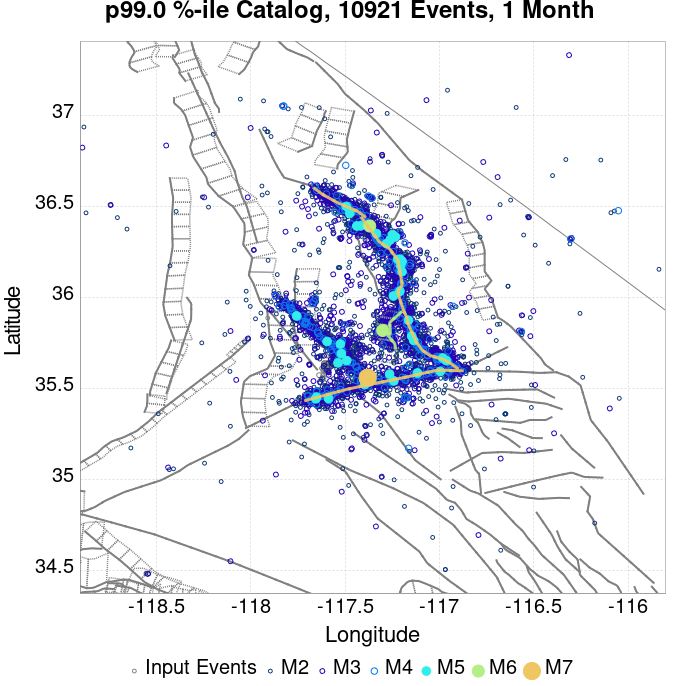 p99.0 %-ile Catalog, 10921 Events, 1 Month
37
36.5
36
35.5
35
34.5
Latitude
-118.5 -118 -117.5 -117 -116.5 -116
Longitude
Input Events M2 M3 M4 M5 M6 M7